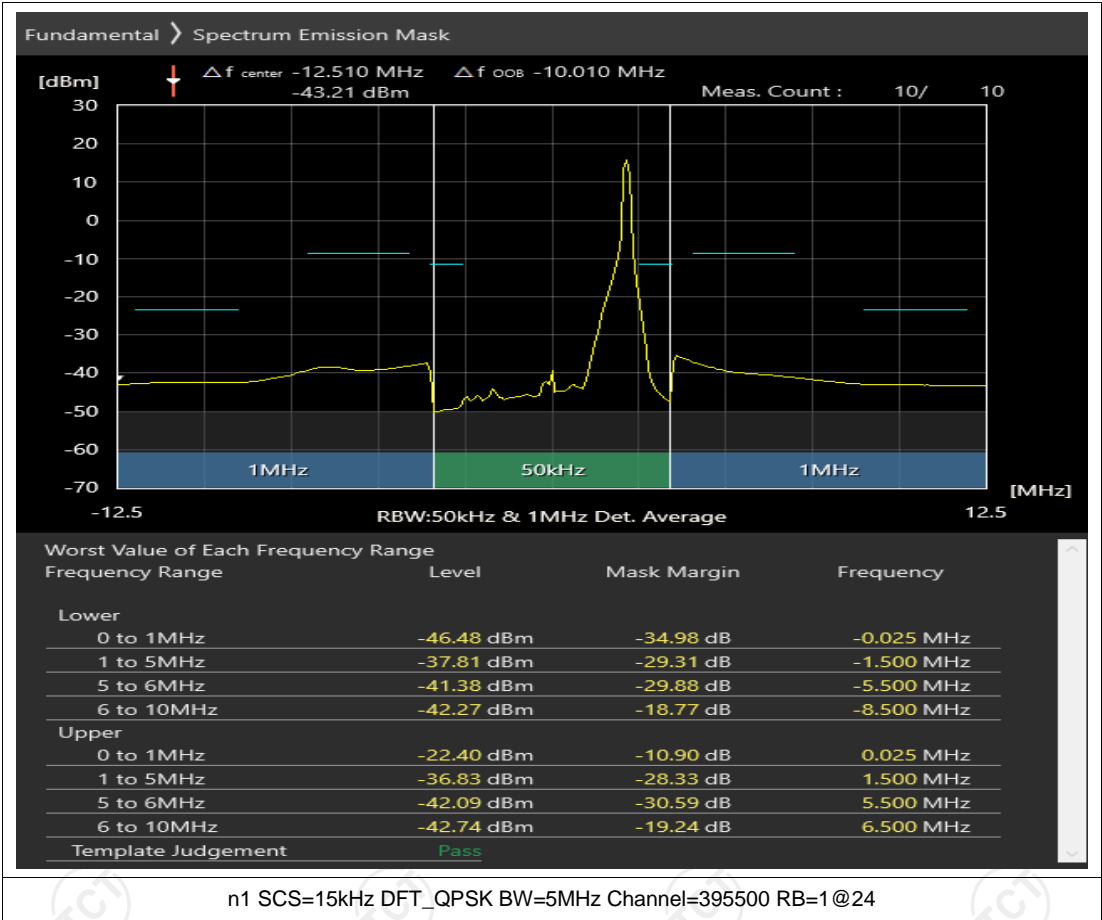 Fundamental ❯ Spectrum Emission Mask
[dBm]
△f center -12.510 MHz △f OOB -10.010 MHz
-43.21 dBm
Meas. Count : 10/ 10
30
20
10
0
-10
-20
-30
-40
-50
-60
-70
1MHz 50kHz 1MHz
[MHz]
-12.5 RBW:50kHz & 1MHz Det. Average 12.5
Worst Value of Each Frequency Range
Frequency Range Level Mask Margin Frequency
Lower
0 to 1MHz -46.48 dBm -34.98 dB -0.025 MHz
1 to 5MHz -37.81 dBm -29.31 dB -1.500 MHz
5 to 6MHz -41.38 dBm -29.88 dB -5.500 MHz
6 to 10MHz -42.27 dBm -18.77 dB -8.500 MHz
Upper
0 to 1MHz -22.40 dBm -10.90 dB 0.025 MHz
1 to 5MHz -36.83 dBm -28.33 dB 1.500 MHz
5 to 6MHz -42.09 dBm -30.59 dB 5.500 MHz
6 to 10MHz -42.74 dBm -19.24 dB 6.500 MHz
Template Judgement Pass
n1 SCS=15kHz DFT_QPSK BW=5MHz Channel=395500 RB=1@24
TCT TCT TCT